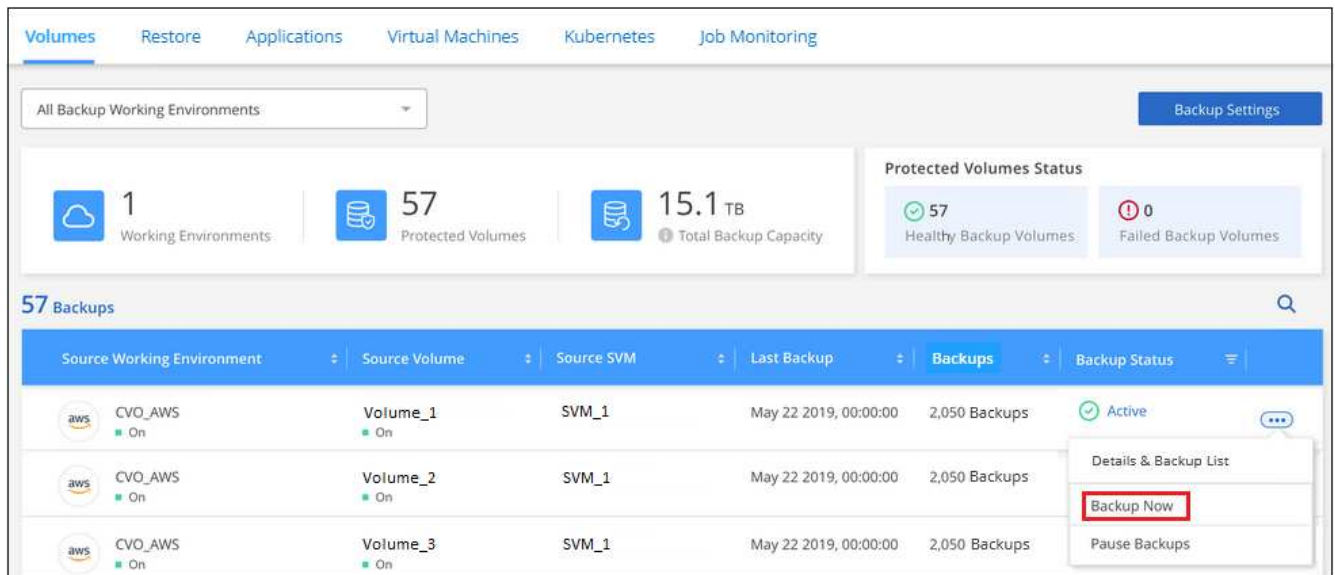 Volumes Restore Applications Virtual Machines Kubernetes Job Monitoring
All Backup Working Environments
Backup Settings
1
Working Environments
57
Protected Volumes
15.1 TB
Total Backup Capacity
Protected Volumes Status
57
Healthy Backup Volumes
0
Failed Backup Volumes
57 Backups
Source Working Environment Source Volume Source SVM Last Backup Backups Backup Status
aws CVO_AWS Volume_1 SVM_1 May 22 2019, 00:00:00 2,050 Backups Active
On On
aws CVO_AWS Volume_2 SVM_1 May 22 2019, 00:00:00 2,050 Backups
On On
aws CVO_AWS Volume_3 SVM_1 May 22 2019, 00:00:00 2,050 Backups
On On
Details & Backup List
Backup Now
Pause Backups